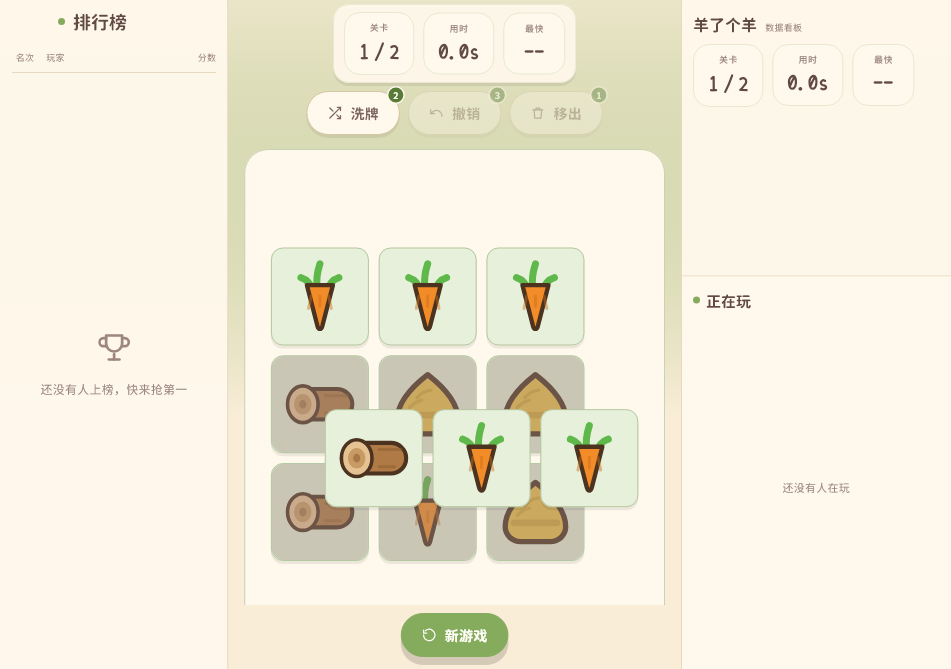 排行榜
名次 玩家 分数
还没有人上榜，快来抢第一
关卡 用时 最快
1/2 0.0s --
洗牌 2 撤销 3 移出 1
新游戏
羊了个羊 数据看板
关卡 用时 最快
1/2 0.0s --
正在玩
还没有人在玩